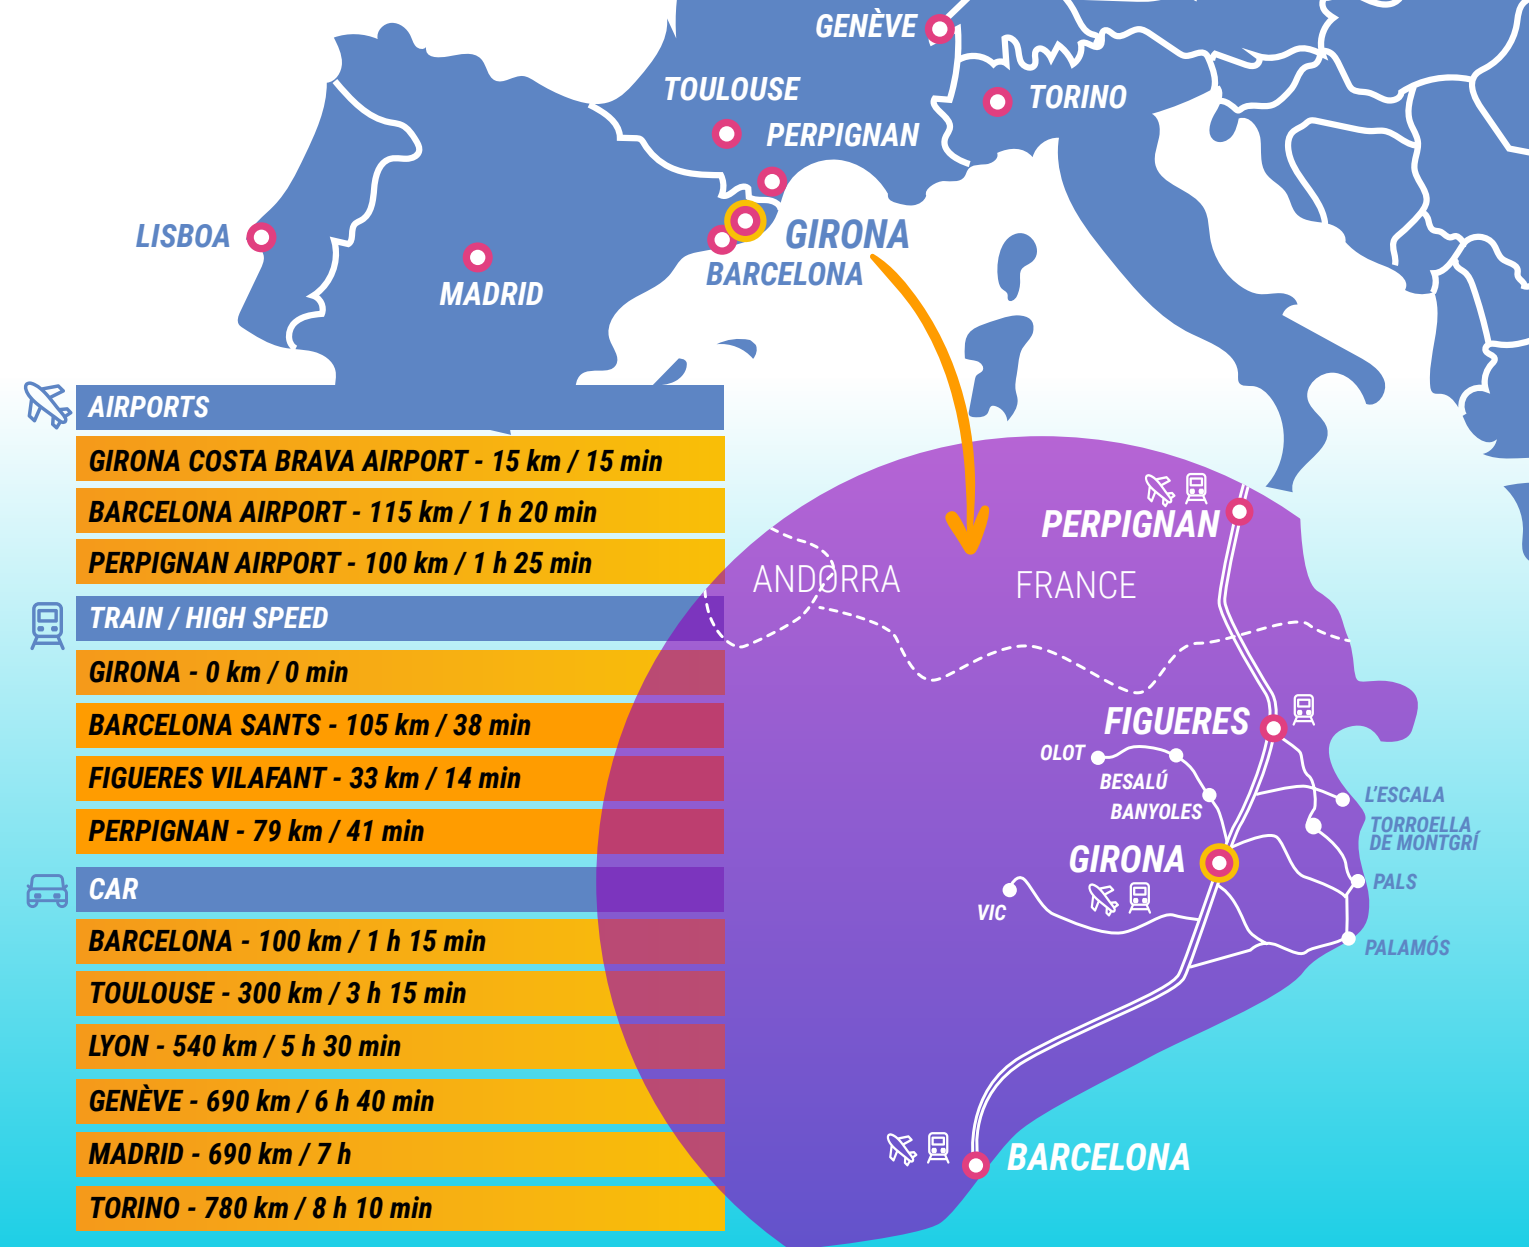 GENÈVE
TOULOUSE
TORINO
PERPIGNAN
LISBOA
GIRONA
BARCELONA
MADRID
AIRPORTS
GIRONA COSTA BRAVA AIRPORT - 15 km / 15 min
BARCELONA AIRPORT - 115 km / 1 h 20 min
PERPIGNAN AIRPORT - 100 km / 1 h 25 min
TRAIN / HIGH SPEED
GIRONA - 0 km / 0 min
BARCELONA SANTS - 105 km / 38 min
FIGUERES VILAFANT - 33 km / 14 min
PERPIGNAN - 79 km / 41 min
CAR
BARCELONA - 100 km / 1 h 15 min
TOULOUSE - 300 km / 3 h 15 min
LYON - 540 km / 5 h 30 min
GENÈVE - 690 km / 6 h 40 min
MADRID - 690 km / 7 h
TORINO - 780 km / 8 h 10 min
PERPIGNAN
ANDORRA
FRANCE
FIGUERES
OLOT
BESALÚ
BANYOLES
L'ESCALA
TORROELLA
DE MONTGRÍ
GIRONA
PALS
VIC
PALAMÓS
BARCELONA